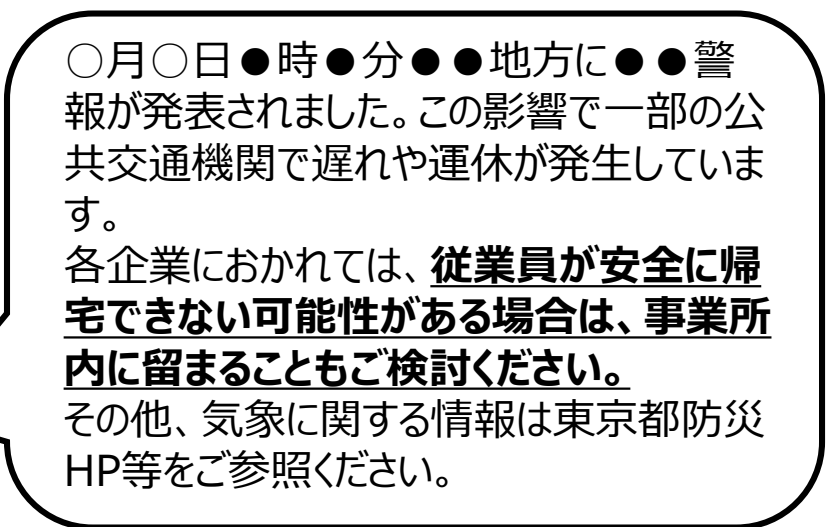 ○月○日●時●分●●地方に●●警
報が発表されました。この影響で一部の公
共交通機関で遅れや運休が発生していま
す。
各企業におかれては、従業員が安全に帰
宅できない可能性がある場合は、事業所
内に留まることもご検討ください。
その他、気象に関する情報は東京都防災
HP等をご参照ください。